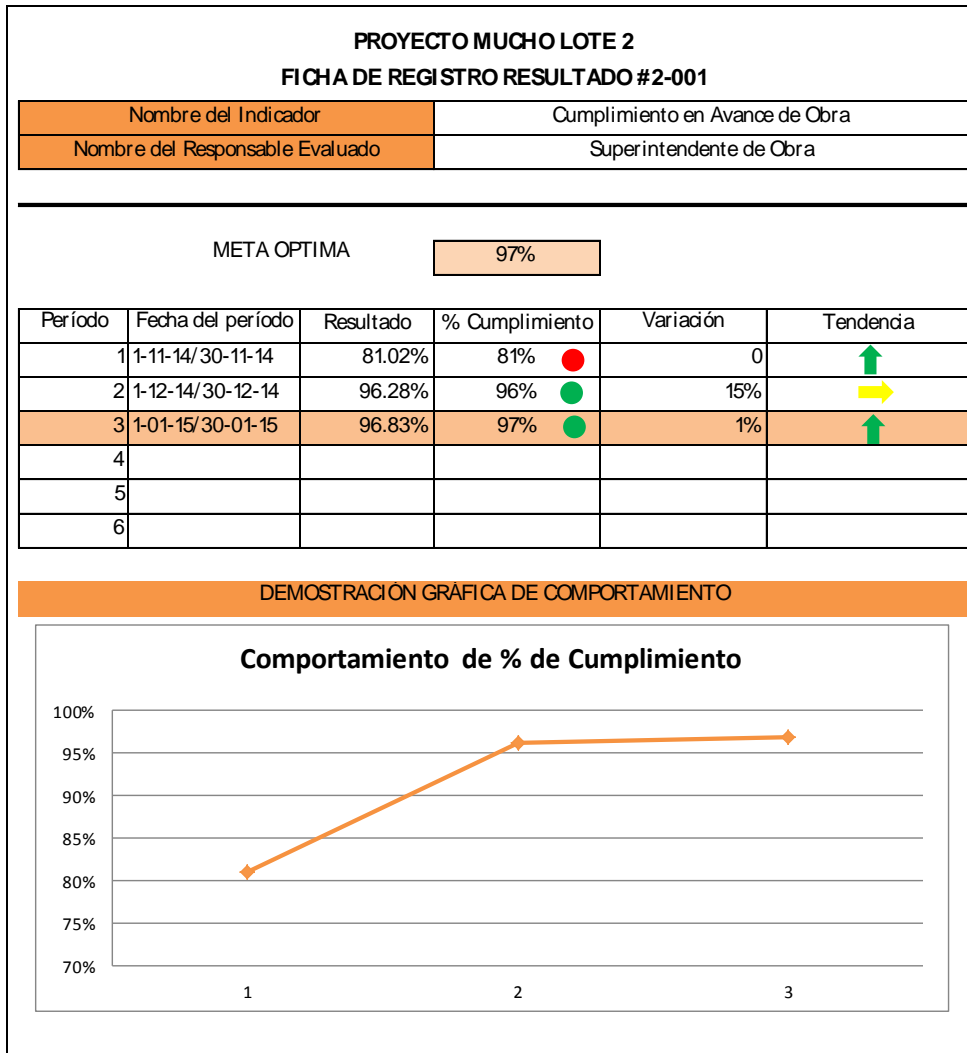 PROYECTO MUCHO LOTE 2
FICHA DE REGISTRO RESULTADO #2-001
Nombre del Indicador Cumplimiento en Avance de Obra
Nombre del Responsable Evaluado Superintendente de Obra
META OPTIMA 97%
Período Fecha del período Resultado % Cumplimiento Variación Tendencia
1 1-11-14/30-11-14 81.02% 81% 0
2 1-12-14/30-12-14 96.28% 96% 15%
3 1-01-15/30-01-15 96.83% 97% 1%
4
5
6
DEMOSTRACIÓN GRÁFICA DE COMPORTAMIENTO
Comportamiento de % de Cumplimiento
100%
95%
90%
85%
80%
75%
70%
1 2 3